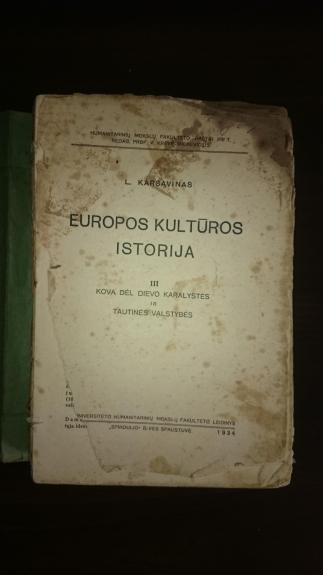 HUMANITARINIŲ MOKSLŲ FAKULTETO RAŠTAI
REDAG. PROF. V. KRĖVĖ-MICKEVIČIUS
L. KARSAVINAS
EUROPOS KULTŪROS
ISTORIJA
III
KOVA DĖL DIEVO KARALYSTĖS
IR
TAUTINĖS VALSTYBĖS
UNIVERSITETO HUMANITARINIŲ MOKSLŲ FAKULTETO LEIDINYS
„SPINDULIO“ B-VĖS SPAUSTUVĖ
1934